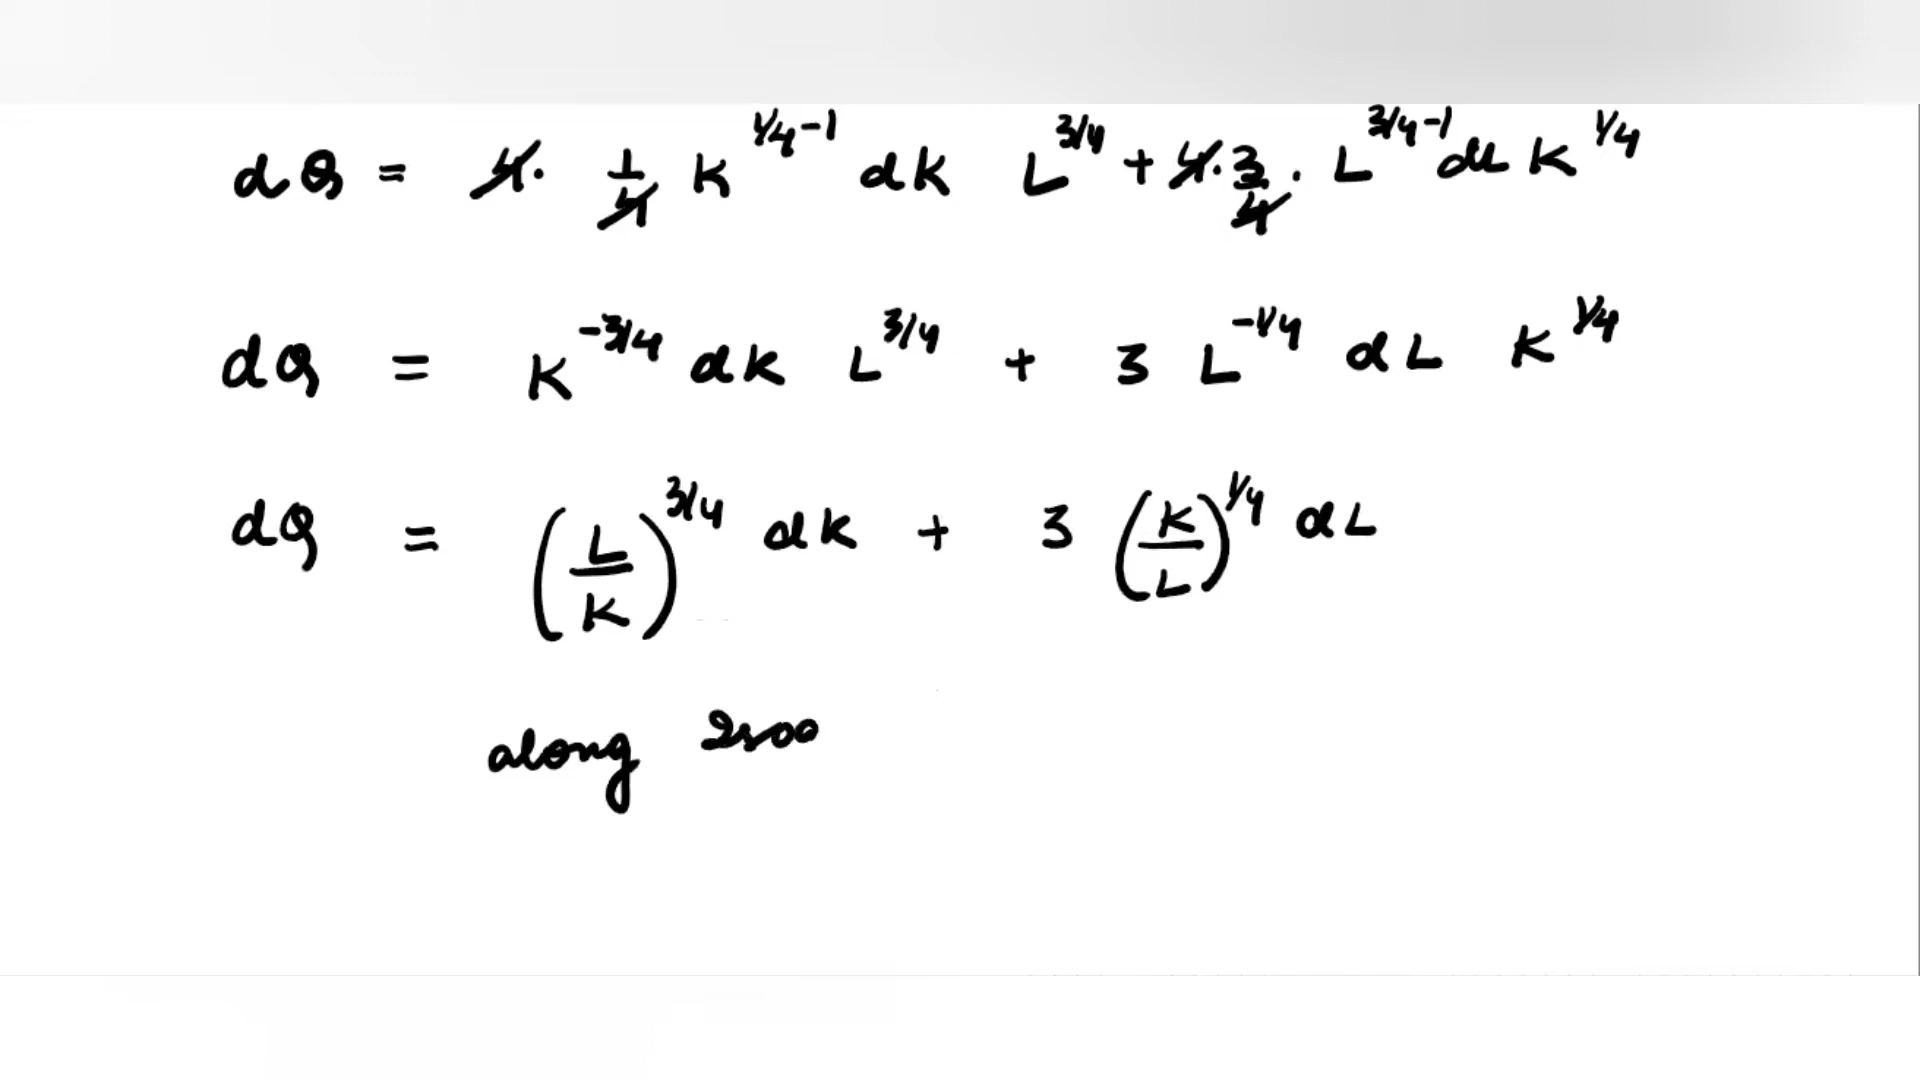 dQ = 4. 1/4 K^1/4-1 dK L^3/4 + 4. 3/4 . L^3/4-1 dL K^1/4
dQ = K^-3/4 dK L^3/4 + 3 L^-1/4 dL K^1/4
dQ = (L/K)^3/4 dK + 3 (K/L)^1/4 dL
along